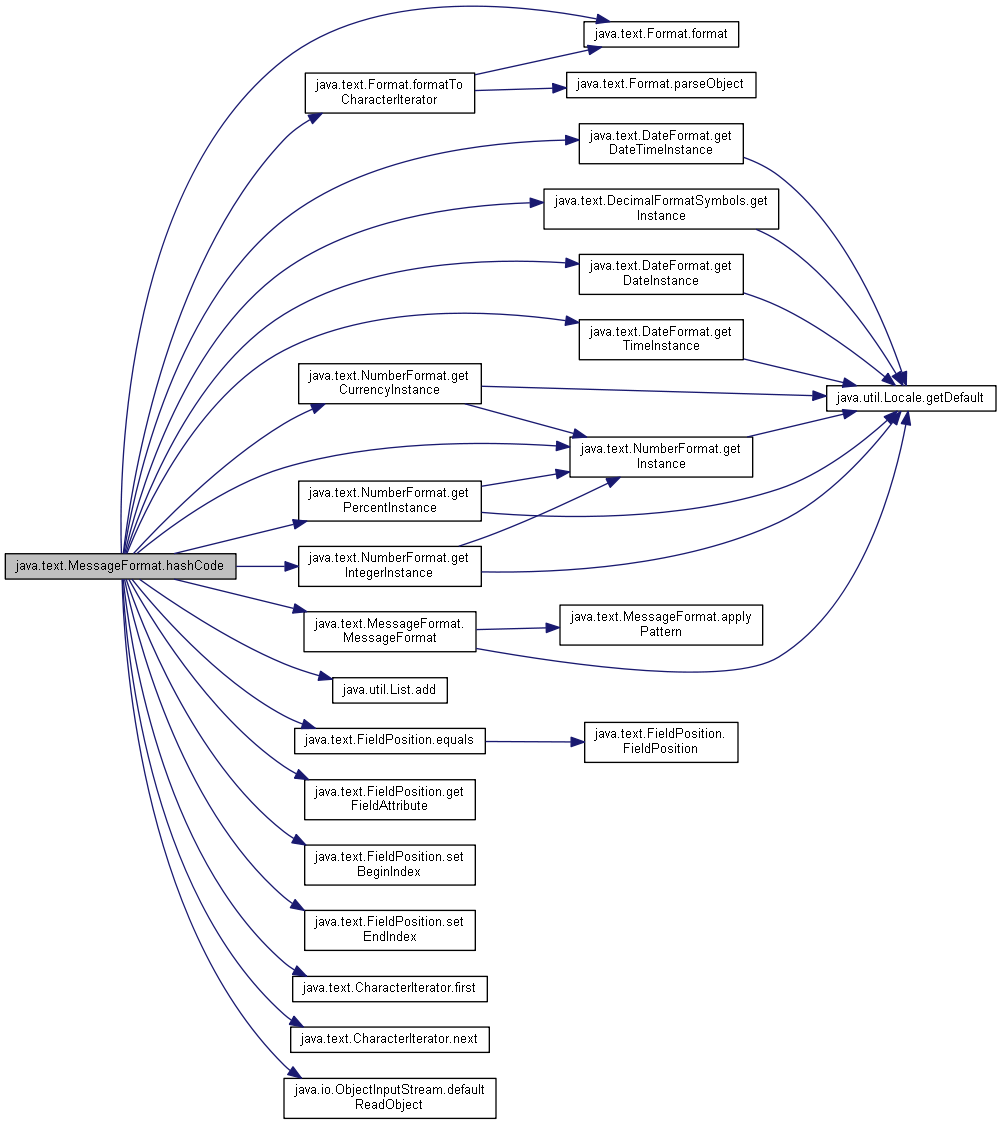 java.text.Format.format
java.text.Format.formatTo
CharacterIterator
java.text.Format.parseObject
java.text.DateFormat.get
DateTimeInstance
java.text.DecimalFormatSymbols.get
Instance
java.text.DateFormat.get
DateInstance
java.text.DateFormat.get
TimeInstance
java.text.NumberFormat.get
CurrencyInstance
java.util.Locale.getDefault
java.text.NumberFormat.get
Instance
java.text.NumberFormat.get
PercentInstance
java.text.MessageFormat.hashCode
java.text.NumberFormat.get
IntegerInstance
java.text.MessageFormat.
MessageFormat
java.text.MessageFormat.apply
Pattern
java.util.List.add
java.text.FieldPosition.equals
java.text.FieldPosition.
FieldPosition
java.text.FieldPosition.get
FieldAttribute
java.text.FieldPosition.set
BeginIndex
java.text.FieldPosition.set
EndIndex
java.text.CharacterIterator.first
java.text.CharacterIterator.next
java.io.ObjectInputStream.default
ReadObject